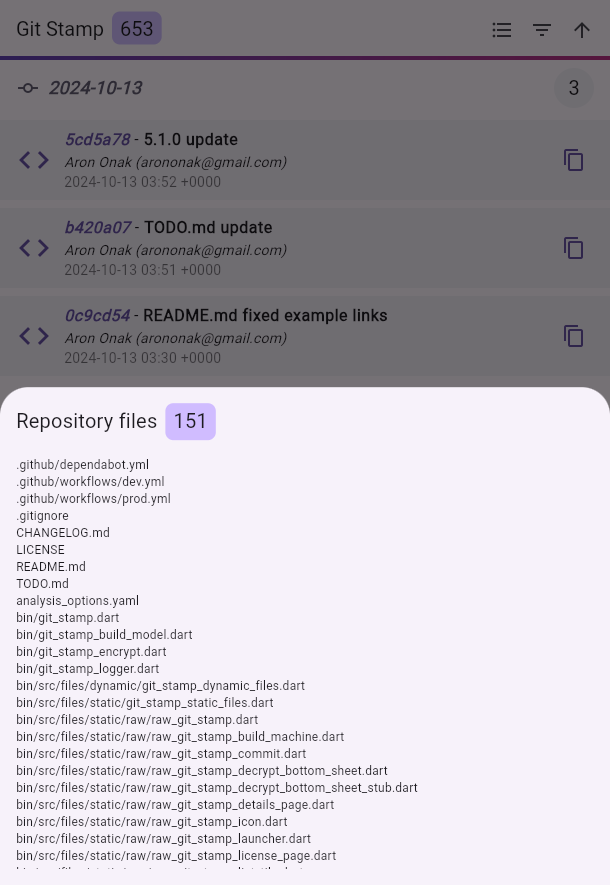 Git Stamp 653
2024-10-13 3
5cd5a78 - 5.1.0 update
Aron Onak (arononak@gmail.com)
2024-10-13 03:52 +0000
b420a07 - TODO.md update
Aron Onak (arononak@gmail.com)
2024-10-13 03:51 +0000
0c9cd54 - README.md fixed example links
Aron Onak (arononak@gmail.com)
2024-10-13 03:30 +0000
Repository files 151
.github/dependabot.yml
.github/workflows/dev.yml
.github/workflows/prod.yml
.gitignore
CHANGELOG.md
LICENSE
README.md
TODO.md
analysis_options.yaml
bin/git_stamp.dart
bin/git_stamp_build_model.dart
bin/git_stamp_encrypt.dart
bin/git_stamp_logger.dart
bin/src/files/dynamic/git_stamp_dynamic_files.dart
bin/src/files/static/git_stamp_static_files.dart
bin/src/files/static/raw/raw_git_stamp.dart
bin/src/files/static/raw/raw_git_stamp_build_machine.dart
bin/src/files/static/raw/raw_git_stamp_commit.dart
bin/src/files/static/raw/raw_git_stamp_decrypt_bottom_sheet.dart
bin/src/files/static/raw/raw_git_stamp_decrypt_bottom_sheet_stub.dart
bin/src/files/static/raw/raw_git_stamp_details_page.dart
bin/src/files/static/raw/raw_git_stamp_icon.dart
bin/src/files/static/raw/raw_git_stamp_launcher.dart
bin/src/files/static/raw/raw_git_stamp_license_page.dart